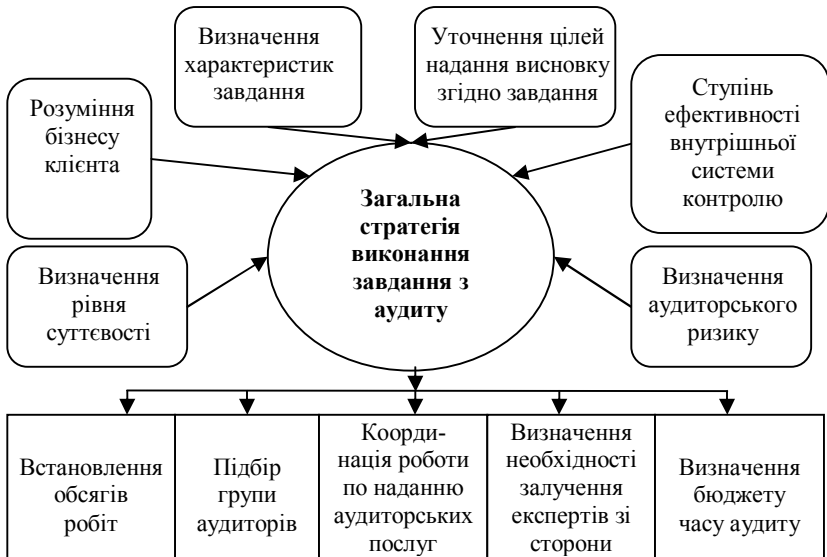 Визначення
характеристик
завдання
Уточнення цілей
надання висновку
згідно завдання
Розуміння
бізнесу
клієнта
Ступінь
ефективності
внутрішньої
системи
контролю
Загальна
стратегія
виконання
завдання з
аудиту
Визначення
рівня
суттєвості
Визначення
аудиторського
ризику
Встановлення
обсягів
робіт
Підбір
групи
аудиторів
Коорди-
нація роботи
по наданню
аудиторських
послуг
Визначення
необхідності
залучення
експертів зі
сторони
Визначення
бюджету
часу аудиту